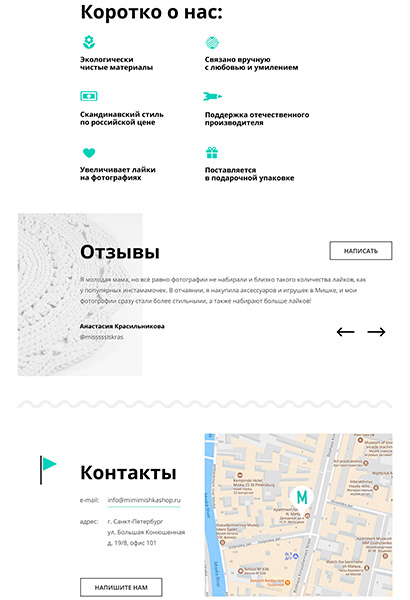 Коротко о нас:
Экологически
чистые материалы
Связано вручную
с любовью и умилением
Скандинавский стиль
по российской цене
Поддержка отечественного
производителя
Увеличивает лайки
на фотографиях
Поставляется
в подарочной упаковке
Отзывы
НАПИСАТЬ
Я молодая мама, но всё равно фотографии не набирали и близко такого количества лайков, как
у популярных инстамамочек. В отчаянии, я накупила аксессуаров и игрушек в Мишке, и мои
фотографии сразу стали более стильными, а также набирают больше лайков!
Анастасия Красильникова
@misssssiskras
Контакты
e-mail: info@mimimishkashop.ru
адрес: г. Санкт-Петербург
ул. Большая Конюшенная
д. 19/8, офис 101
НАПИШИТЕ НАМ
M